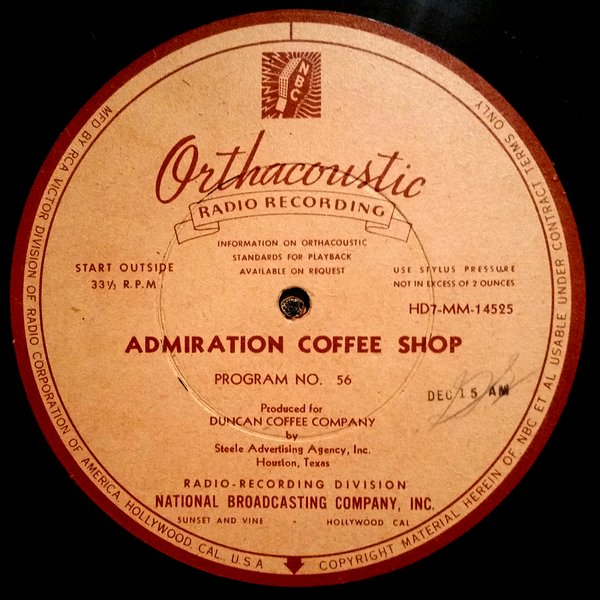 NBC
Orthacoustic
RADIO RECORDING
INFORMATION ON ORTHACOUSTIC
STANDARDS FOR PLAYBACK
AVAILABLE ON REQUEST
START OUTSIDE
33⅓ R.P.M
USE STYLUS PRESSURE
NOT IN EXCESS OF 2 OUNCES
HD7-MM-14525
ADMIRATION COFFEE SHOP
PROGRAM NO. 56
DEC 15 AM
Produced for
DUNCAN COFFEE COMPANY
by
Steele Advertising Agency, Inc.
Houston, Texas
RADIO-RECORDING DIVISION
NATIONAL BROADCASTING COMPANY, INC.
SUNSET AND VINE • HOLLYWOOD CAL
MFD BY RCA VICTOR DIVISION OF RADIO CORPORATION OF AMERICA, HOLLYWOOD, CAL., U.S.A
COPYRIGHT MATERIAL HEREIN OF NBC ET AL USABLE UNDER CONTRACT TERMS ONLY